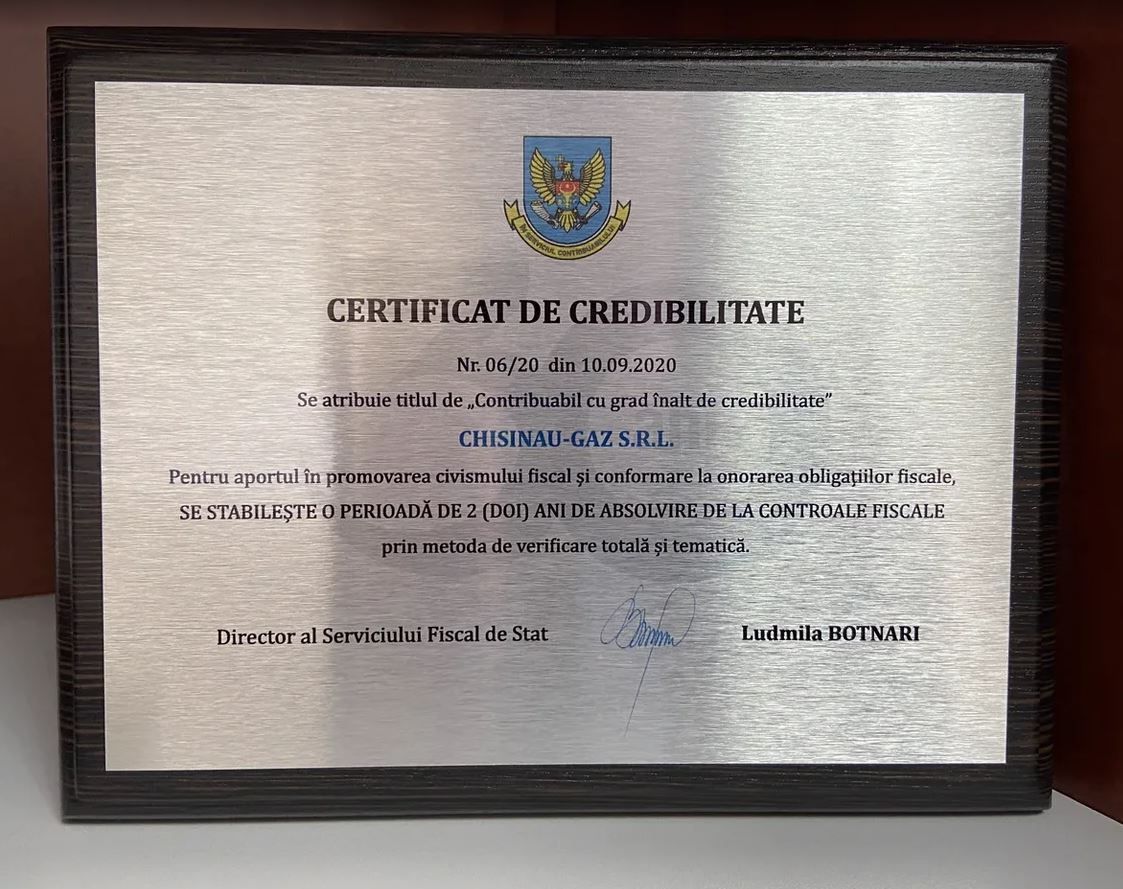 ÎN SERVICIUL CONTRIBUABILULUI
CERTIFICAT DE CREDIBILITATE
Nr. 06/20 din 10.09.2020
Se atribuie titlul de „Contribuabil cu grad înalt de credibilitate”
CHISINAU-GAZ S.R.L.
Pentru aportul în promovarea civismului fiscal și conformare la onorarea obligațiilor fiscale,
SE STABILEȘTE O PERIOADĂ DE 2 (DOI) ANI DE ABSOLVIRE DE LA CONTROALE FISCALE
prin metoda de verificare totală și tematică.
Director al Serviciului Fiscal de Stat Ludmila BOTNARI